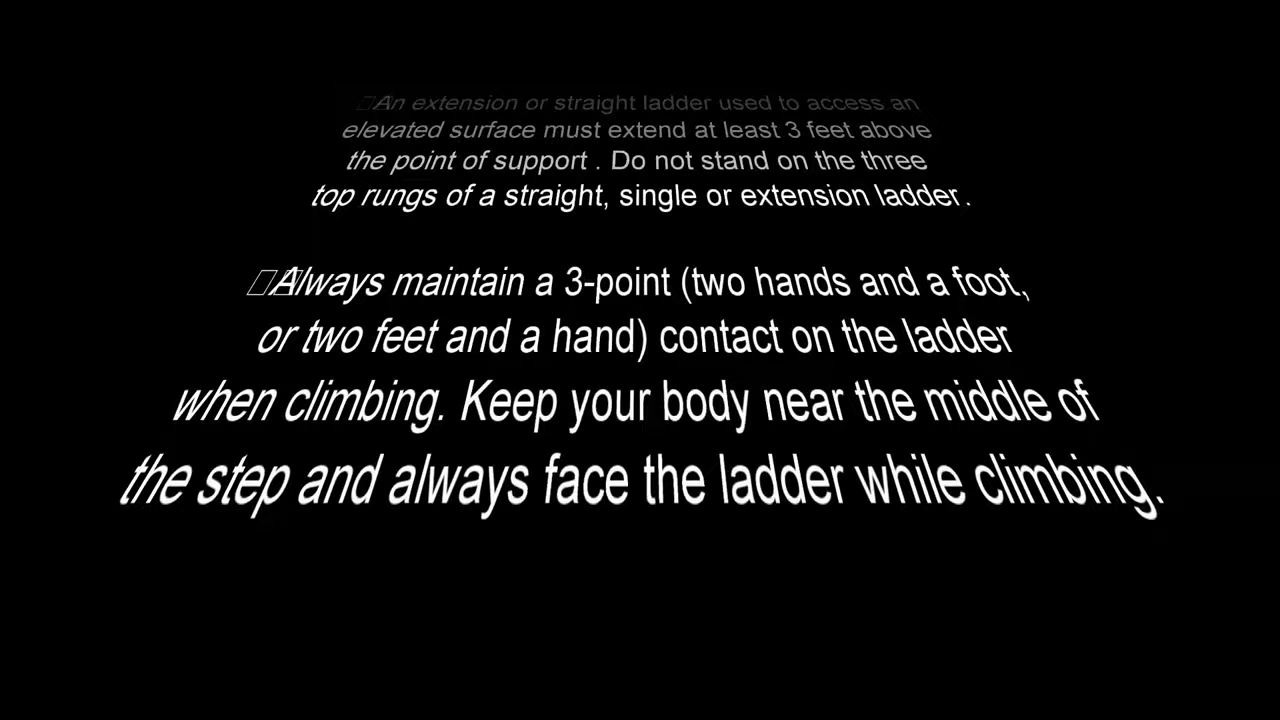 An extension or straight ladder used to access an
elevated surface must extend at least 3 feet above
the point of support . Do not stand on the three
top rungs of a straight, single or extension ladder.
Always maintain a 3-point (two hands and a foot,
or two feet and a hand) contact on the ladder
when climbing. Keep your body near the middle of
the step and always face the ladder while climbing.